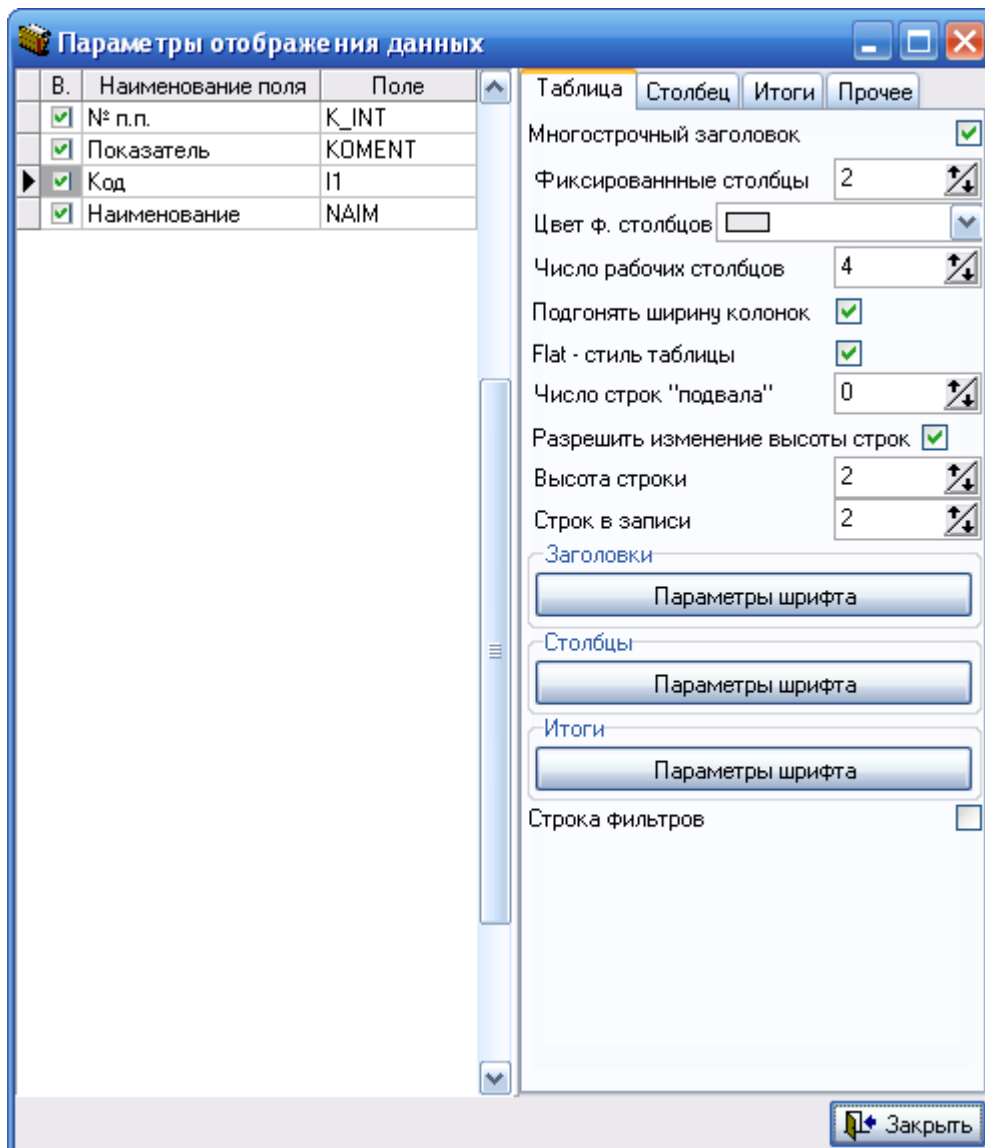 Параметры отображения данных
В. Наименование поля Поле
№ п.п. K_INT
Показатель KOMENT
Код I1
Наименование NAIM
Таблица Столбец Итоги Прочее
Многострочный заголовок
Фиксированнные столбцы 2
Цвет ф. столбцов
Число рабочих столбцов 4
Подгонять ширину колонок
Flat - стиль таблицы
Число строк "подвала" 0
Разрешить изменение высоты строк
Высота строки 2
Строк в записи 2
Заголовки
Параметры шрифта
Столбцы
Параметры шрифта
Итоги
Параметры шрифта
Строка фильтров
Закрыть